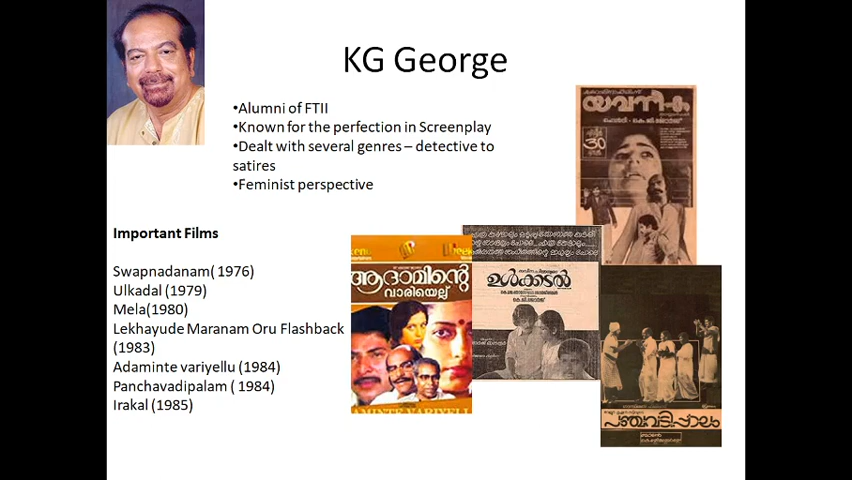 KG George
•Alumni of FTII
•Known for the perfection in Screenplay
•Dealt with several genres – detective to
satires
•Feminist perspective
Important Films
Swapnadanam( 1976)
Ulkadal (1979)
Mela(1980)
Lekhayude Maranam Oru Flashback
(1983)
Adaminte variyellu (1984)
Panchavadipalam ( 1984)
Irakal (1985)
യവനിക
30
ആദാമിന്റെ
വാരിയെല്ല്
ഉൾക്കടൽ
പഞ്ചവടിപ്പാലം